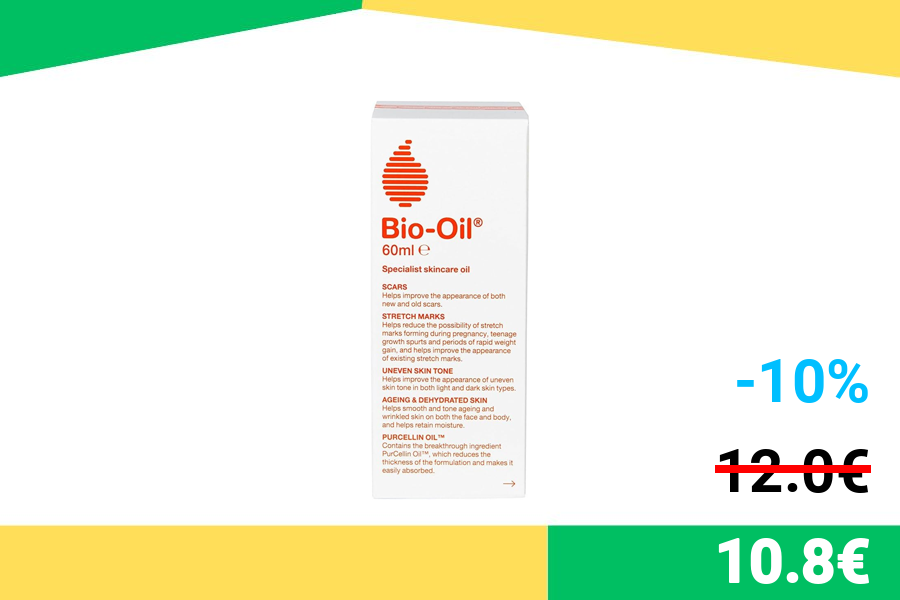 Bio-Oil®
60ml ℮
Specialist skincare oil
SCARS
Helps improve the appearance of both
new and old scars.
STRETCH MARKS
Helps reduce the possibility of stretch
marks forming during pregnancy, teenage
growth spurts and periods of rapid weight
gain, and helps improve the appearance
of existing stretch marks.
UNEVEN SKIN TONE
Helps improve the appearance of uneven
skin tone in both light and dark skin types.
AGEING & DEHYDRATED SKIN
Helps smooth and tone ageing and
wrinkled skin on both the face and body,
and helps retain moisture.
PURCELLIN OIL™
Contains the breakthrough ingredient
PurCellin Oil™, which reduces the
thickness of the formulation and makes it
easily absorbed.
-10%
12.0€
10.8€